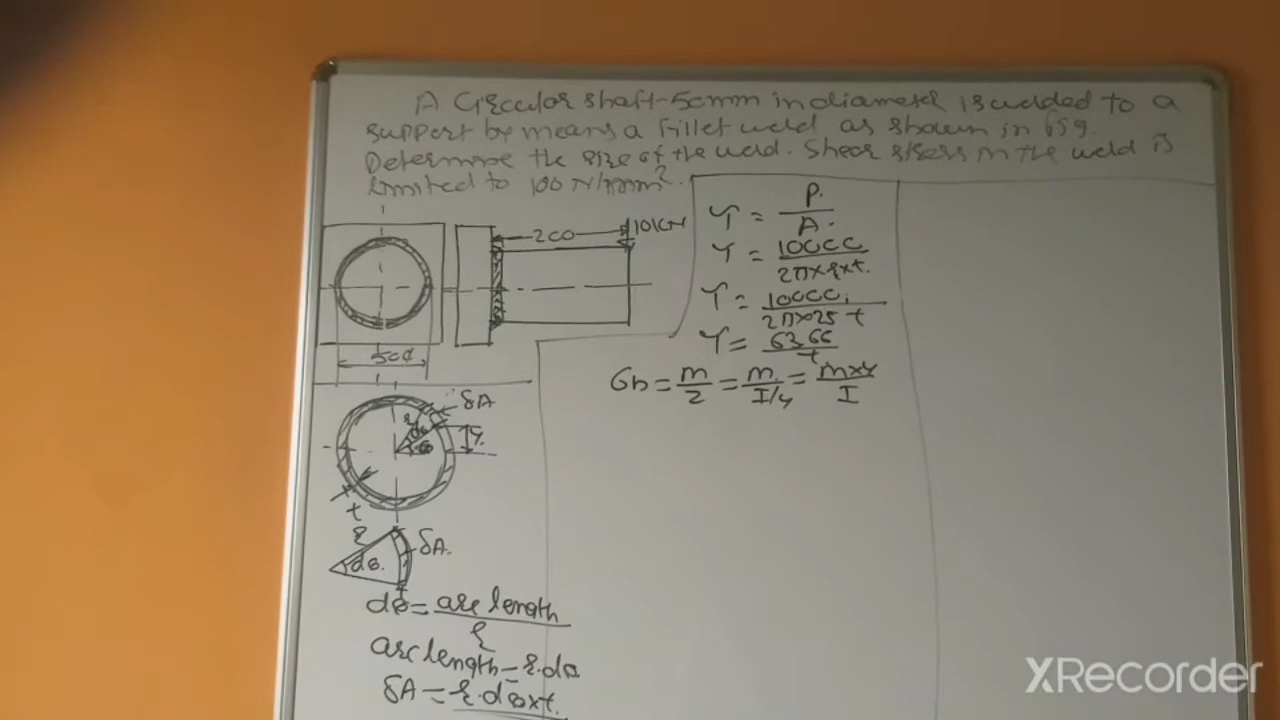 A Circular shaft-50mm in diameter is welded to a
support by means a fillet weld as shown in fig.
Determine the size of the weld. Shear stress in the weld is
limited to 100 N/mm².
200
10KN
50¢
δA
r
dθ
θ
y
t
r
δA.
dθ.
dθ = arc length / r
arc length = r.dθ
δA = r.dθxt.
τ = P. / A.
τ = 10000 / 2π×r×t.
τ = 10000 / 2π×25 t
τ = 63.66 / t
σb = m/z = m/I/y = m×y/I
XRecorder